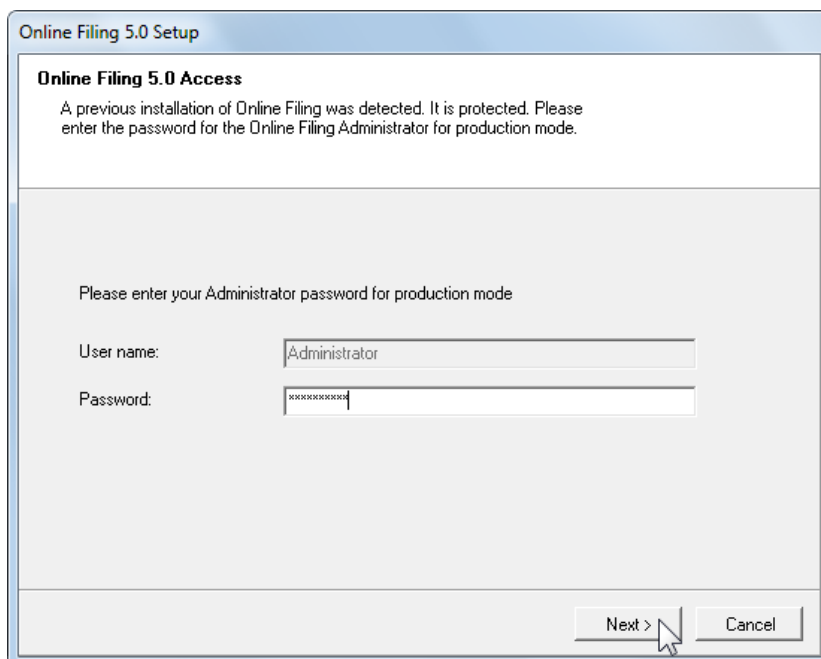 Online Filing 5.0 Setup
Online Filing 5.0 Access
A previous installation of Online Filing was detected. It is protected. Please
enter the password for the Online Filing Administrator for production mode.
Please enter your Administrator password for production mode
User name:
Administrator
Password:
**********
Next >
Cancel